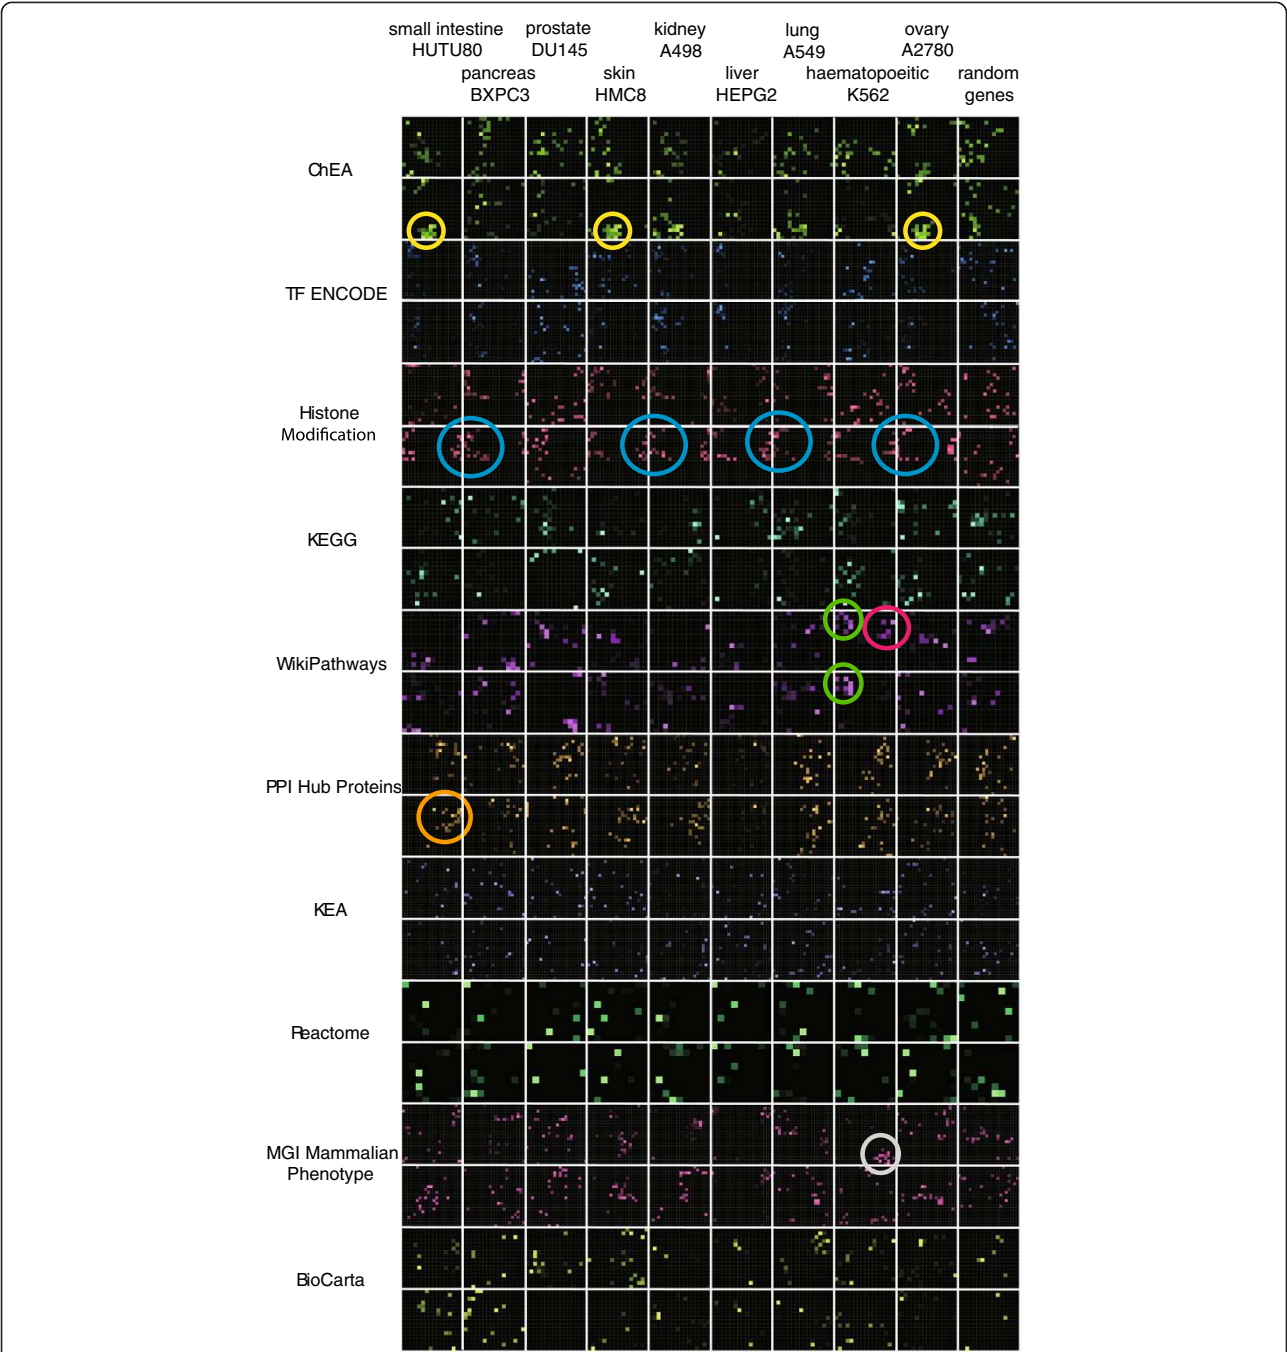 small intestine
HUTU80
prostate
DU145
kidney
A498
lung
A549
ovary
A2780
pancreas
BXPC3
skin
HMC8
liver
HEPG2
haematopoeitic
K562
random
genes
ChEA
TF ENCODE
Histone
Modification
KEGG
WikiPathways
PPI Hub Proteins
KEA
Reactome
MGI Mammalian
Phenotype
BioCarta